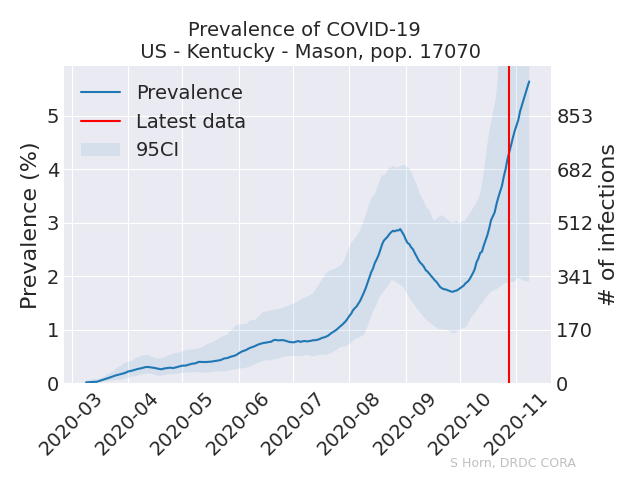 Prevalence of COVID-19
US - Kentucky - Mason, pop. 17070
Prevalence
Latest data
95CI
Prevalence (%)
5
4
3
2
1
0
853
682
512
341
170
0
# of infections
2020-03
2020-04
2020-05
2020-06
2020-07
2020-08
2020-09
2020-10
2020-11
S Horn, DRDC CORA